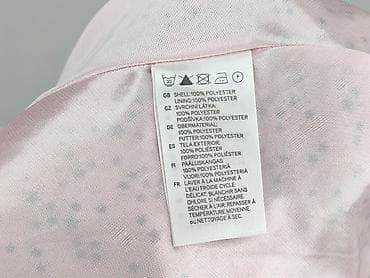 GB SHELL:100% POLYESTER
LINING:100% POLYESTER
CZ SVRCHNÍ LÁTKA:
100% POLYESTER
PODŠÍVKA:100% POLYESTER
DE OBERMATERIAL:
100% POLYESTER
FUTTER:100% POLYESTER
ES TELA EXTERIOR:
100% POLIÉSTER
FORRO:100% POLIÉSTER
FI PÄÄLLISKANGAS:
100% POLYESTERIÄ
VUORI:100% POLYESTERIÄ
FR LAVER À LA MACHINE À
L'EAU FROIDE CYCLE
DÉLICAT. BLANCHIR SANS
CHLORE SI NÉCESSAIRE.
SÉCHER À L'AIR. REPASSER À
TEMPÉRATURE MOYENNE.
OU NETTOYAGE À SEC.